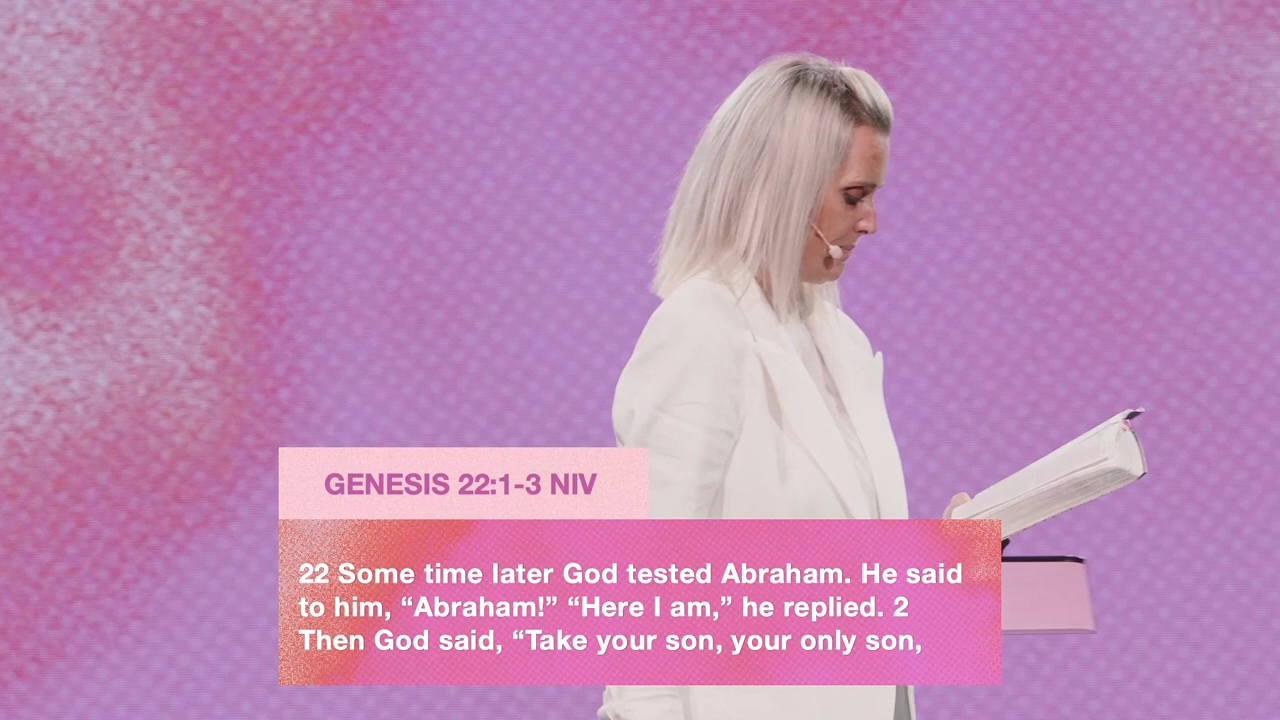 GENESIS 22:1-3 NIV
22 Some time later God tested Abraham. He said
to him, “Abraham!” “Here I am,” he replied. 2
Then God said, “Take your son, your only son,